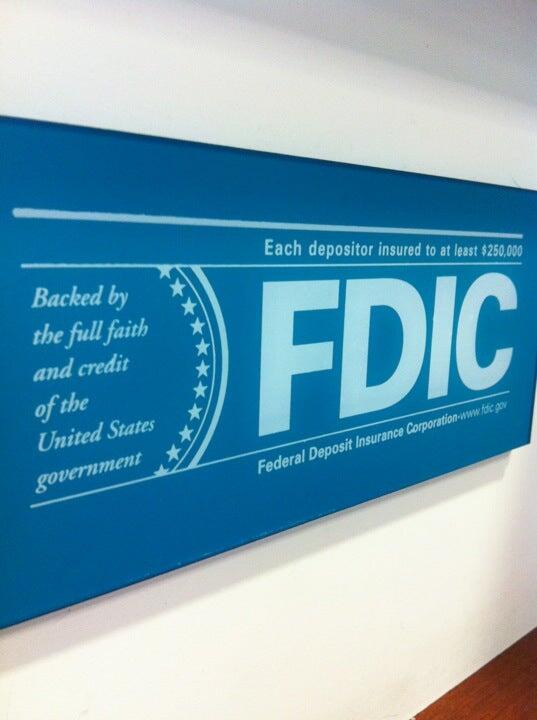 Each depositor insured to at least $250,000
Backed by
the full faith
and credit
of the
United States
government
FDIC
Federal Deposit Insurance Corporation-www.fdic.gov